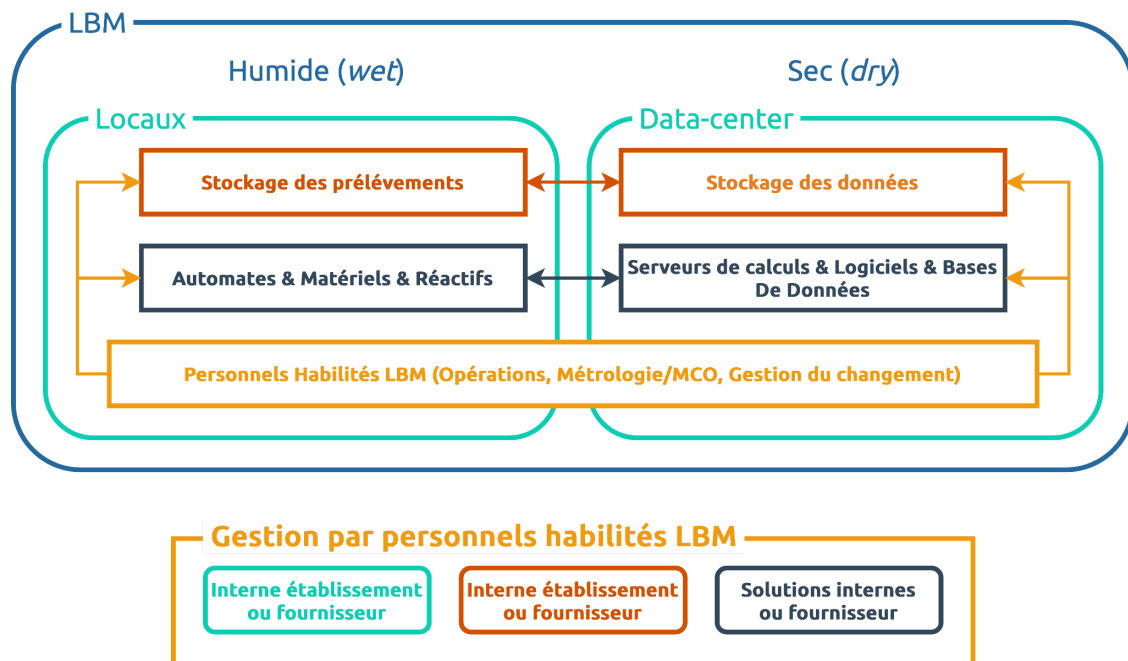 LBM
Humide (wet)
Sec (dry)
Locaux
Data-center
Stockage des prélévements
Stockage des données
Automates & Matériels & Réactifs
Serveurs de calculs & Logiciels & Bases
De Données
Personnels Habilités LBM (Opérations, Métrologie/MCO, Gestion du changement)
Gestion par personnels habilités LBM
Interne établissement
ou fournisseur
Interne établissement
ou fournisseur
Solutions internes
ou fournisseur